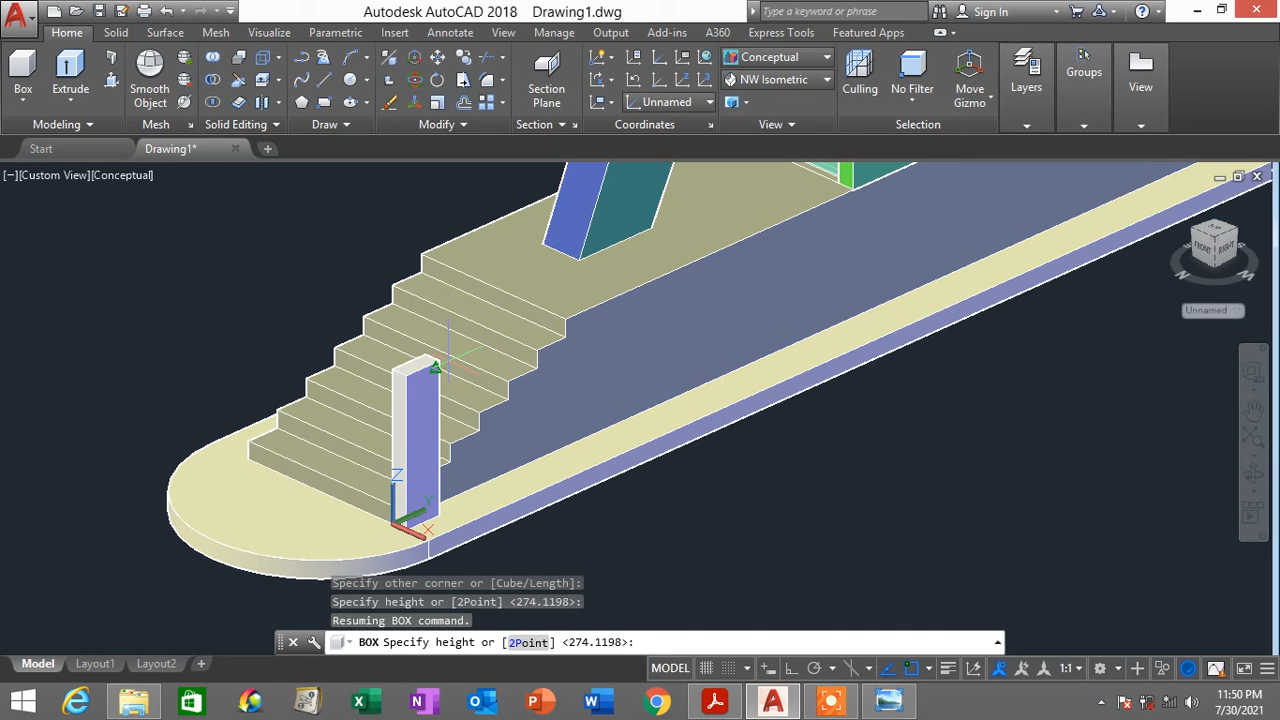 Autodesk AutoCAD 2018 Drawing1.dwg
Type a keyword or phrase
Sign In
Home Solid Surface Mesh Visualize Parametric Insert Annotate View Manage Output Add-ins A360 Express Tools Featured Apps
Box
Extrude
Smooth
Object
Section
Plane
Conceptual
NW Isometric
Unnamed
Culling
No Filter
Move
Gizmo
Layers
Groups
View
Modeling
Mesh
Solid Editing
Draw
Modify
Section
Coordinates
View
Selection
Start
Drawing1*
[−][Custom View][Conceptual]
FRONT
RIGHT
Unnamed
Z
Y
X
Specify other corner or [Cube/Length]:
Specify height or [2Point] <274.1198>:
Resuming BOX command.
BOX Specify height or [2Point] <274.1198>:
Model
Layout1
Layout2
MODEL
1:1
11:50 PM
7/30/2021